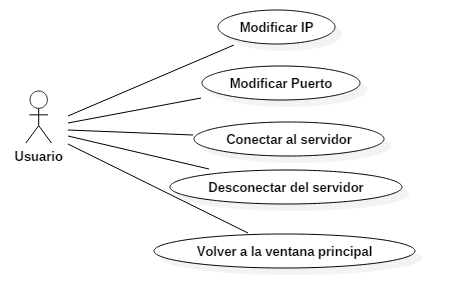 Modificar IP
Modificar Puerto
Usuario
Conectar al servidor
Desconectar del servidor
Volver a la ventana principal